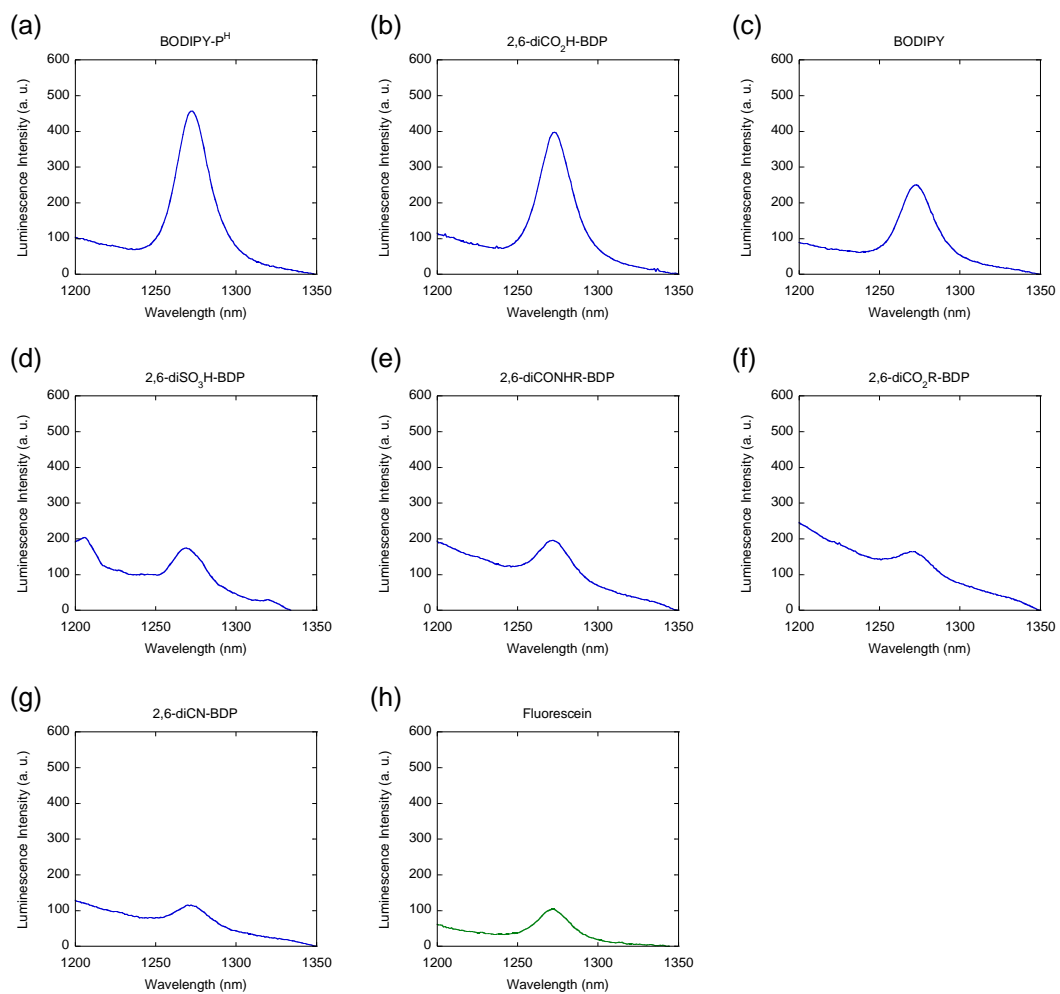 (a)
BODIPY-P^H
Luminescence Intensity (a. u.)
600
500
400
300
200
100
0
1200 1250 1300 1350
Wavelength (nm)
(b)
2,6-diCO₂H-BDP
Luminescence Intensity (a. u.)
600
500
400
300
200
100
0
1200 1250 1300 1350
Wavelength (nm)
(c)
BODIPY
Luminescence Intensity (a. u.)
600
500
400
300
200
100
0
1200 1250 1300 1350
Wavelength (nm)
(d)
2,6-diSO₃H-BDP
Luminescence Intensity (a. u.)
600
500
400
300
200
100
0
1200 1250 1300 1350
Wavelength (nm)
(e)
2,6-diCONHR-BDP
Luminescence Intensity (a. u.)
600
500
400
300
200
100
0
1200 1250 1300 1350
Wavelength (nm)
(f)
2,6-diCO₂R-BDP
Luminescence Intensity (a. u.)
600
500
400
300
200
100
0
1200 1250 1300 1350
Wavelength (nm)
(g)
2,6-diCN-BDP
Luminescence Intensity (a. u.)
600
500
400
300
200
100
0
1200 1250 1300 1350
Wavelength (nm)
(h)
Fluorescein
Luminescence Intensity (a. u.)
600
500
400
300
200
100
0
1200 1250 1300 1350
Wavelength (nm)